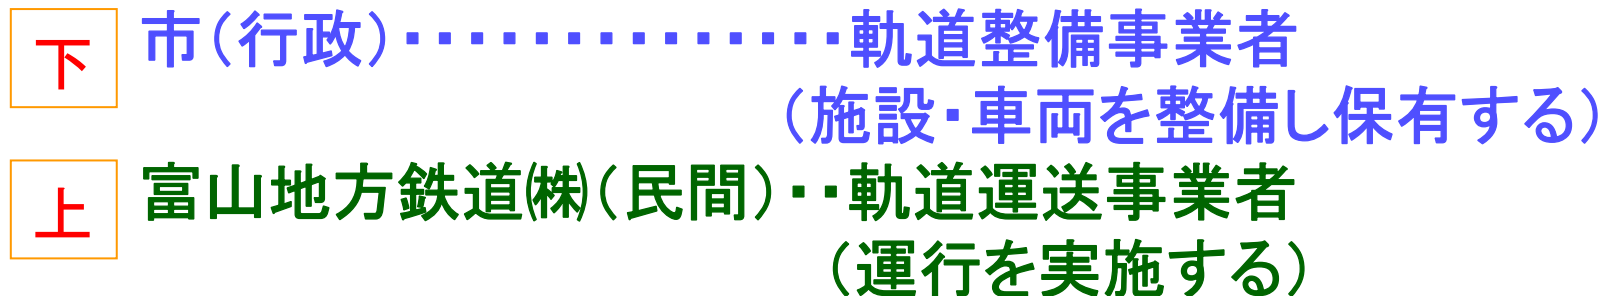 下 市（行政）・・・・・・・・・・・・・・軌道整備事業者
（施設・車両を整備し保有する）
上 富山地方鉄道㈱（民間）・・軌道運送事業者
（運行を実施する）